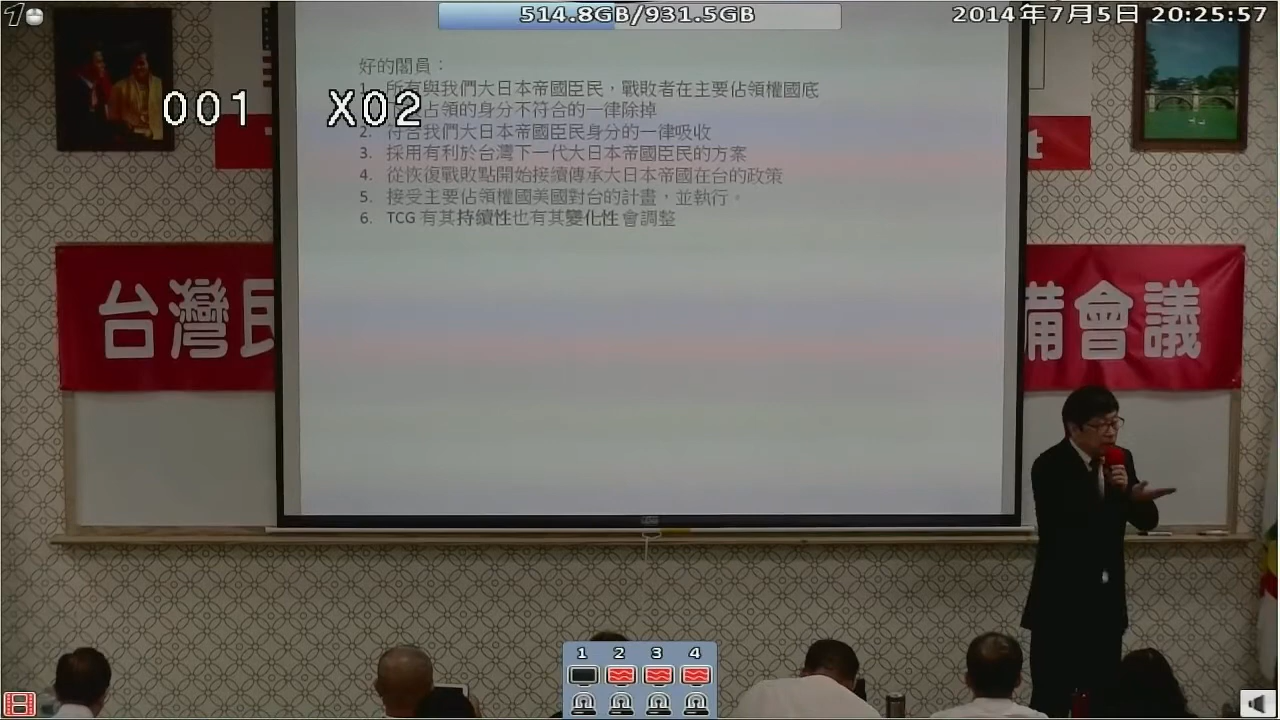 514.8GB/931.5GB
2014年7月5日 20:25:57
001 X02
好的閣員：
所有與我們大日本帝國臣民，戰敗者在主要佔領權國底
占領的身分不符合的一律除掉
2. 符合我們大日本帝國臣民身分的一律吸收
3. 採用有利於台灣下一代大日本帝國臣民的方案
4. 從恢復戰敗點開始接續傳承大日本帝國在台的政策
5. 接受主要佔領權國美國對台的計畫，並執行。
6. TCG 有其持續性也有其變化性會調整
t
台灣民
備會議
1 2 3 4